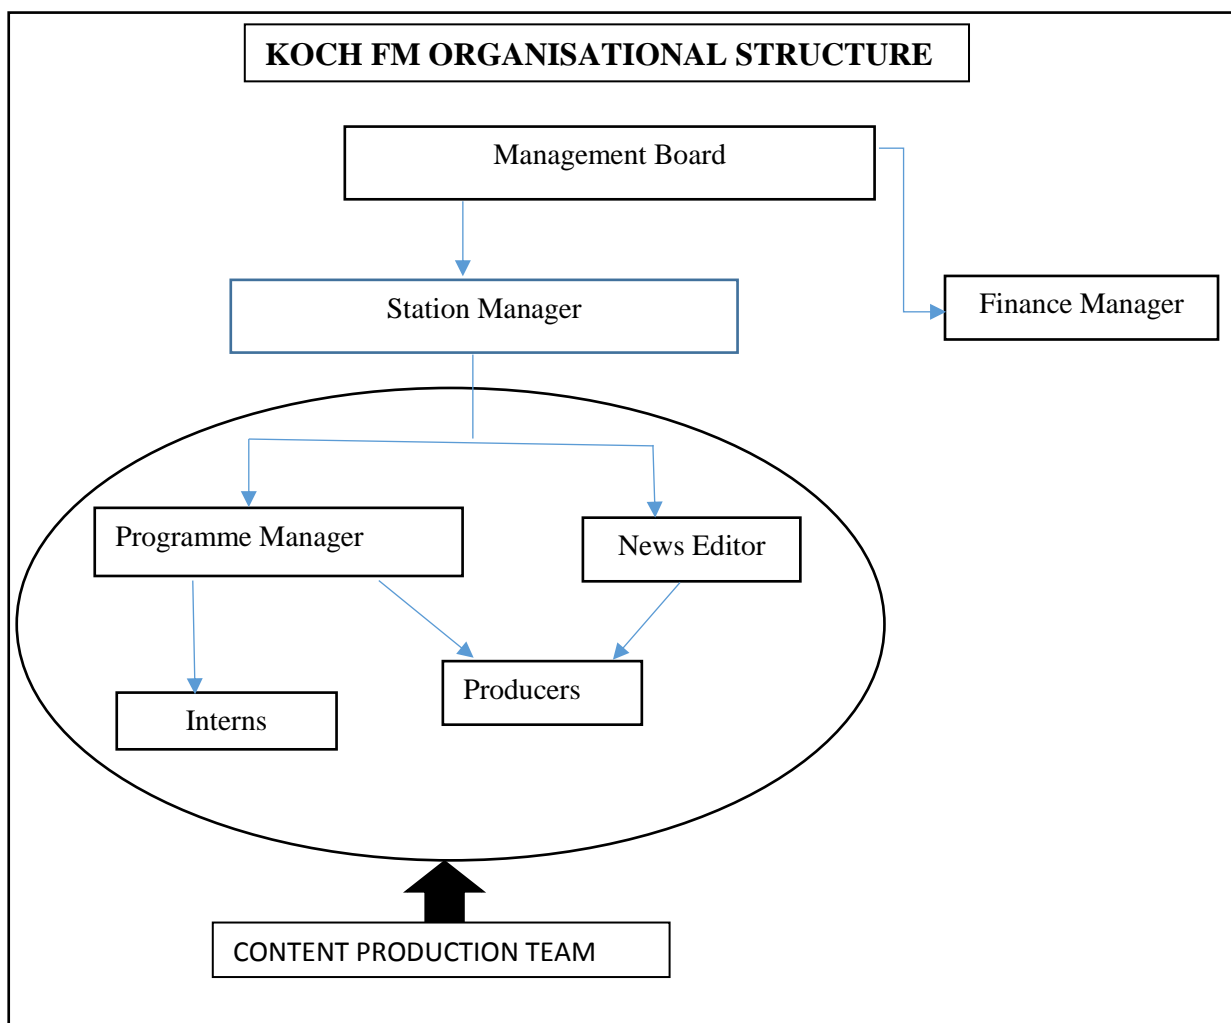 KOCH FM ORGANISATIONAL STRUCTURE
Management Board
Station Manager
Finance Manager
Programme Manager
News Editor
Producers
Interns
CONTENT PRODUCTION TEAM